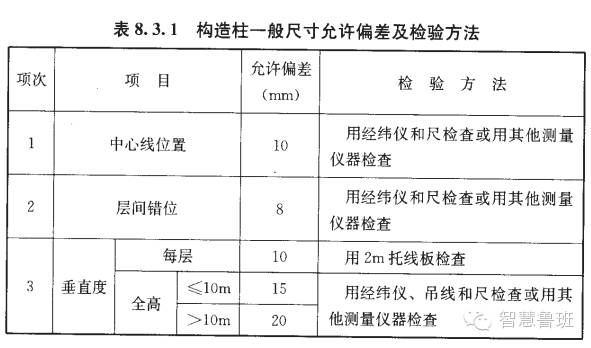 表 8.3.1 构造柱一般尺寸允许偏差及检验方法
项次 项 目 允许偏差(mm) 检 验 方 法
1 中心线位置 10 用经纬仪和尺检查或用其他测量
仪器检查
2 层间错位 8 用经纬仪和尺检查或用其他测量
仪器检查
3 垂直度 每层 10 用2m托线板检查
全高 ≤10m 15 用经纬仪、吊线和尺检查或用其
他测量仪器检查
>10m 20
智慧鲁班